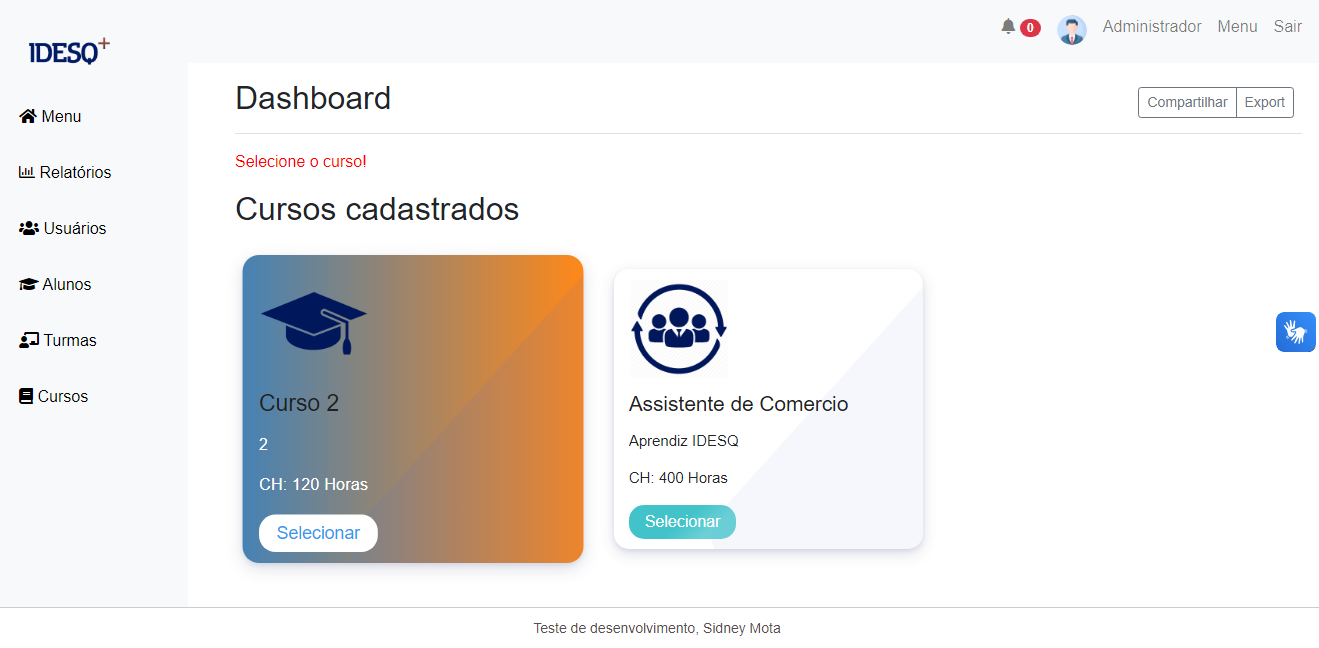 IDESQ+
0
Administrador
Menu
Sair
Menu
Relatórios
Usuários
Alunos
Turmas
Cursos
Dashboard
Compartilhar
Export
Selecione o curso!
Cursos cadastrados
Curso 2
2
CH: 120 Horas
Selecionar
Assistente de Comercio
Aprendiz IDESQ
CH: 400 Horas
Selecionar
Teste de desenvolvimento, Sidney Mota